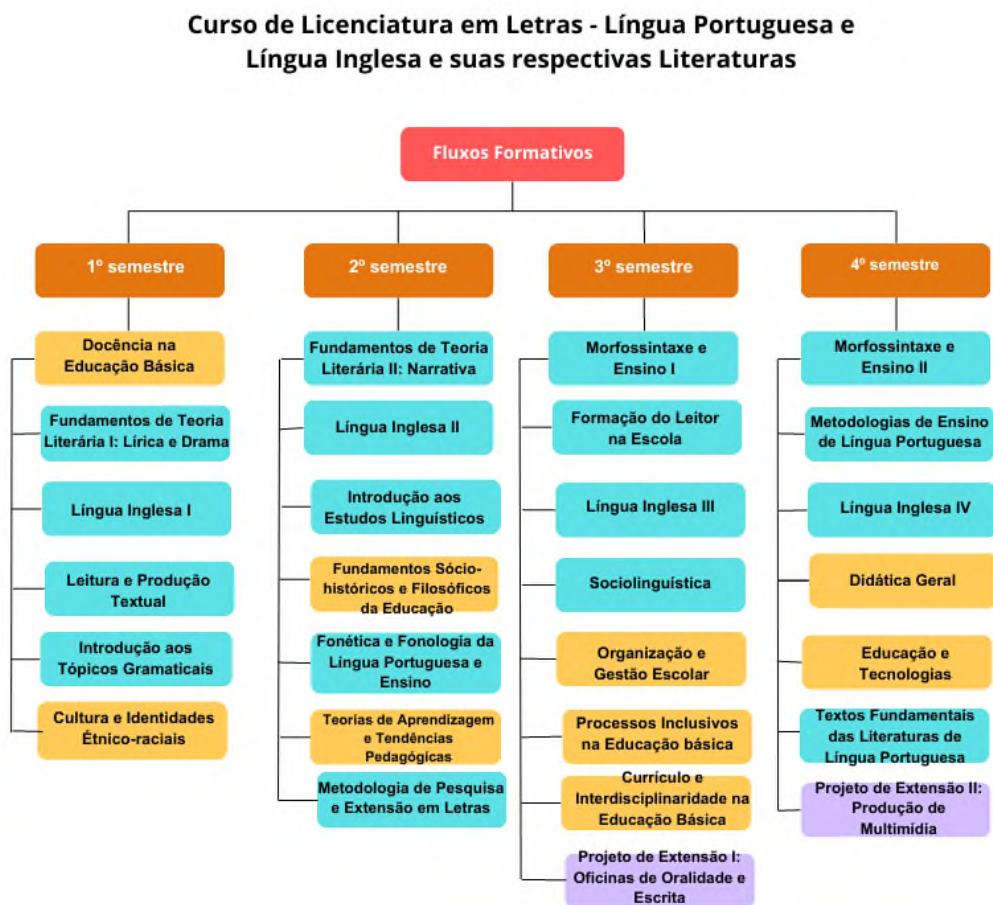 Curso de Licenciatura em Letras - Língua Portuguesa e
Língua Inglesa e suas respectivas Literaturas
Fluxos Formativos
1º semestre
Docência na
Educação Básica
Fundamentos de Teoria
Literária I: Lírica e Drama
Língua Inglesa I
Leitura e Produção
Textual
Introdução aos
Tópicos Gramaticais
Cultura e Identidades
Étnico-raciais
2º semestre
Fundamentos de Teoria
Literária II: Narrativa
Língua Inglesa II
Introdução aos
Estudos Linguísticos
Fundamentos Sócio-
históricos e Filosóficos
da Educação
Fonética e Fonologia da
Língua Portuguesa e
Ensino
Teorias de Aprendizagem
e Tendências
Pedagógicas
Metodologia de Pesquisa
e Extensão em Letras
3º semestre
Morfossintaxe e
Ensino I
Formação do Leitor
na Escola
Língua Inglesa III
Sociolinguística
Organização e
Gestão Escolar
Processos Inclusivos
na Educação básica
Currículo e
Interdisciplinaridade na
Educação Básica
Projeto de Extensão I:
Oficinas de Oralidade e
Escrita
4º semestre
Morfossintaxe e
Ensino II
Metodologias de Ensino
de Língua Portuguesa
Língua Inglesa IV
Didática Geral
Educação e
Tecnologias
Textos Fundamentais
das Literaturas de
Língua Portuguesa
Projeto de Extensão II:
Produção de
Multimídia